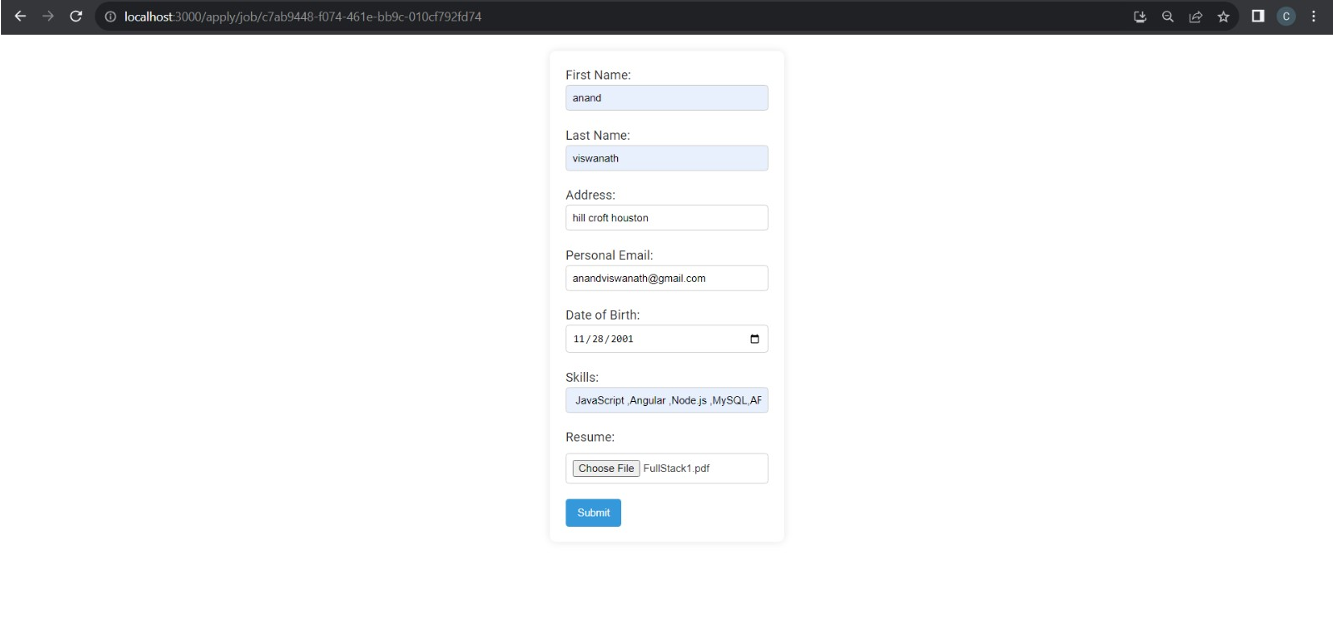 localhost:3000/apply/job/c7ab9448-f074-461e-bb9c-010cf792fd74
C
First Name:
anand
Last Name:
viswanath
Address:
hill croft houston
Personal Email:
anandviswanath@gmail.com
Date of Birth:
11/28/2001
Skills:
JavaScript ,Angular ,Node.js ,MySQL,AF
Resume:
Choose File FullStack1.pdf
Submit